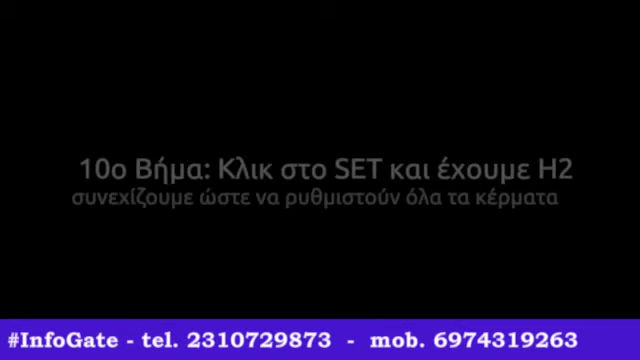 10ο Βήμα: Κλικ στο SET και έχουμε H2
συνεχίζουμε ώστε να ρυθμιστούν όλα τα κέρματα
#InfoGate - tel. 2310729873 - mob. 6974319263